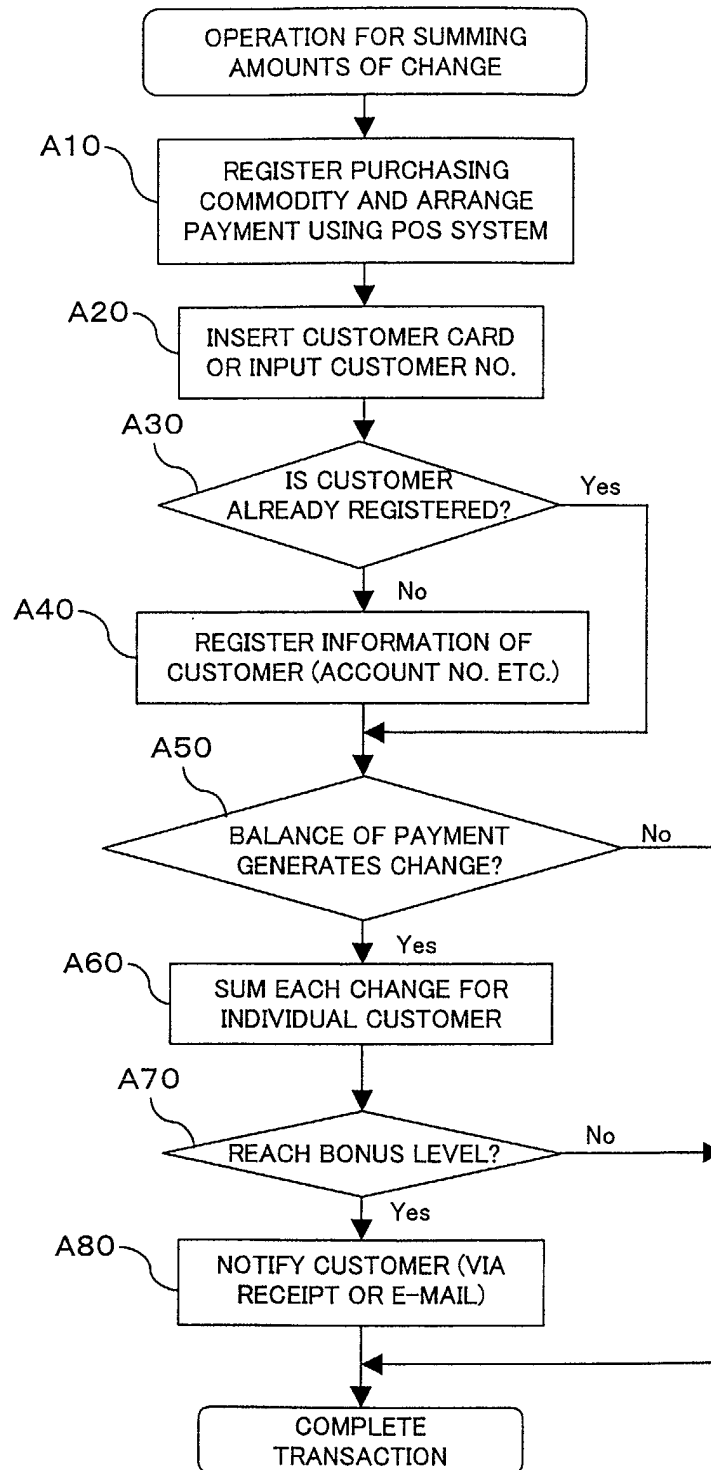 OPERATION FOR SUMMING
AMOUNTS OF CHANGE
A10
REGISTER PURCHASING
COMMODITY AND ARRANGE
PAYMENT USING POS SYSTEM
A20
INSERT CUSTOMER CARD
OR INPUT CUSTOMER NO.
A30
IS CUSTOMER
ALREADY REGISTERED?
Yes
No
A40
REGISTER INFORMATION OF
CUSTOMER (ACCOUNT NO. ETC.)
A50
BALANCE OF PAYMENT
GENERATES CHANGE?
No
Yes
A60
SUM EACH CHANGE FOR
INDIVIDUAL CUSTOMER
A70
REACH BONUS LEVEL?
No
Yes
A80
NOTIFY CUSTOMER (VIA
RECEIPT OR E-MAIL)
COMPLETE
TRANSACTION